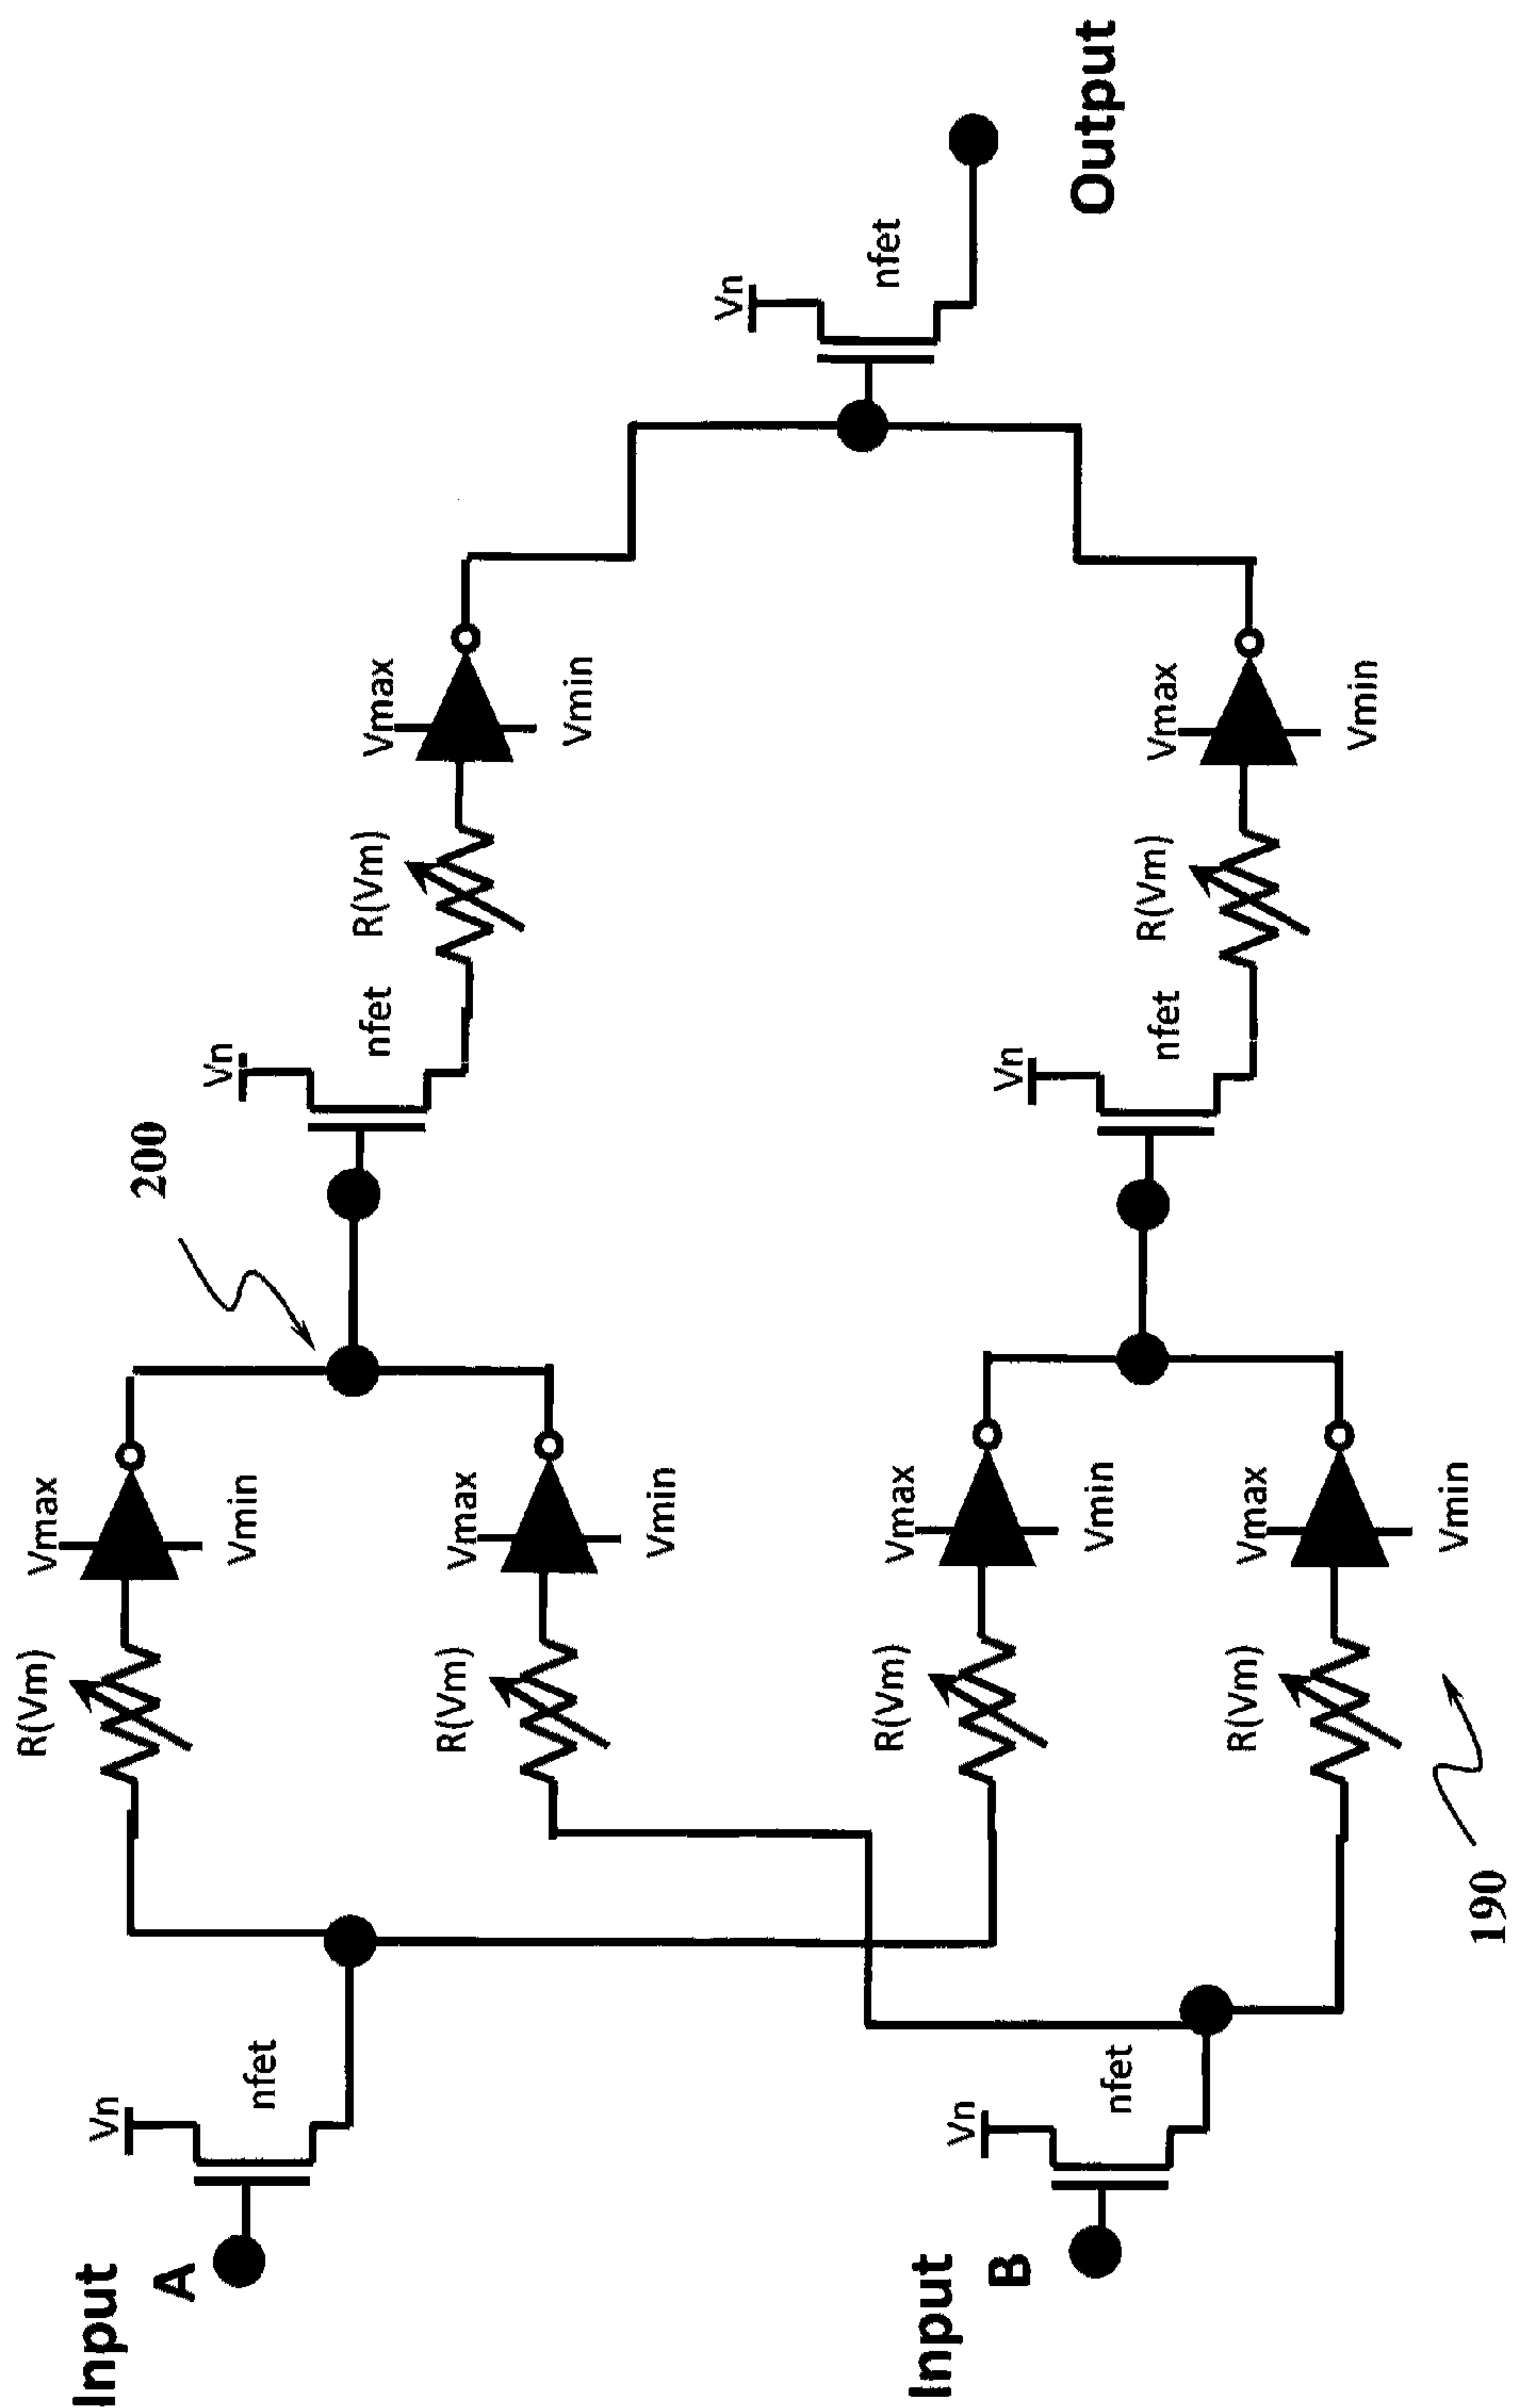 R(Vm)
Vmax
Input
A
Vn
200
Vn
Vmin
nfet
nfet
R(Vm)
Vmax
R(Vm)
Vmax
Vmin
Vmin
Vn
nfet
R(Vm)
Vmax
Input
B
Vn
Vn
Output
Vmin
nfet
nfet
R(Vm)
Vmax
R(Vm)
Vmax
Vmin
Vmin
190